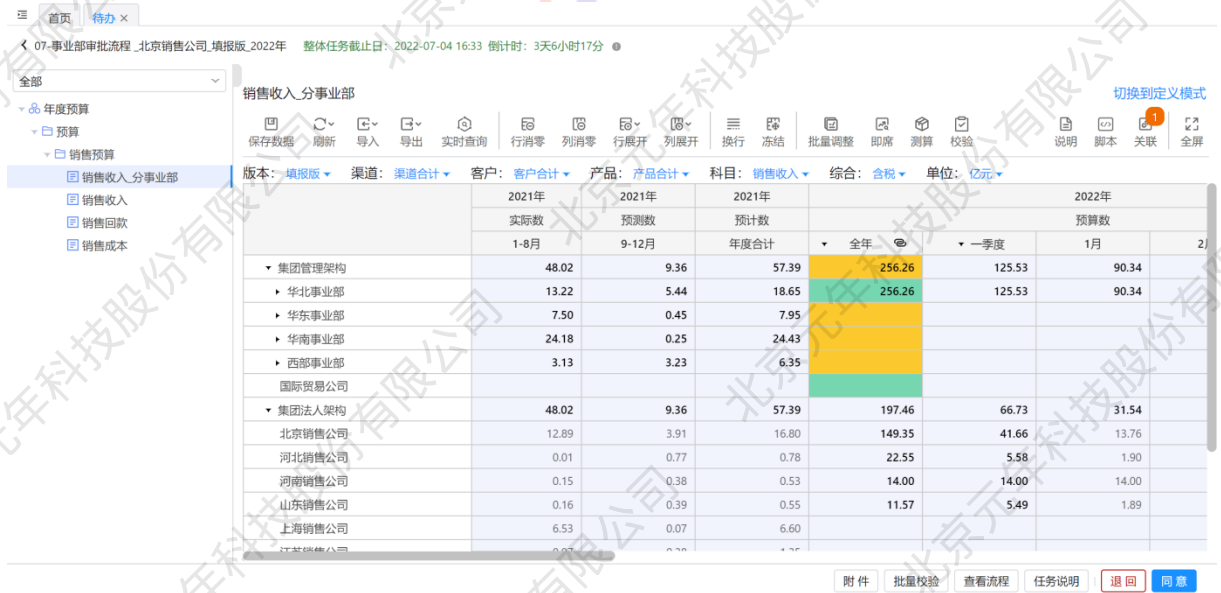 首页 待办 ×
07-事业部审批流程 _北京销售公司_填报版_2022年 整体任务截止日：2022-07-04 16:33 倒计时：3天6小时17分
全部
年度预算
预算
销售预算
销售收入_分事业部
销售收入
销售回款
销售成本
销售收入_分事业部 切换到定义模式
保存数据 刷新 导入 导出 实时查询 行消零 列消零 行展开 列展开 换行 冻结 批量调整 即席 测算 校验 说明 脚本 关联 1 全屏
版本： 填报版 渠道： 渠道合计 客户： 客户合计 产品： 产品合计 科目： 销售收入 综合： 含税 单位： 亿元
2021年 2021年 2021年 2022年
实际数 预测数 预计数 预算数
1-8月 9-12月 年度合计 全年 一季度 1月
集团管理架构 48.02 9.36 57.39 256.26 125.53 90.34
华北事业部 13.22 5.44 18.65 256.26 125.53 90.34
华东事业部 7.50 0.45 7.95
华南事业部 24.18 0.25 24.43
西部事业部 3.13 3.23 6.35
国际贸易公司
集团法人架构 48.02 9.36 57.39 197.46 66.73 31.54
北京销售公司 12.89 3.91 16.80 149.35 41.66 13.76
河北销售公司 0.01 0.77 0.78 22.55 5.58 1.90
河南销售公司 0.15 0.38 0.53 14.00 14.00 14.00
山东销售公司 0.16 0.39 0.55 11.57 5.49 1.89
上海销售公司 6.53 0.07 6.60
附 件 批量校验 查看流程 任务说明 退 回 同 意
北京元年科技股份有限公司